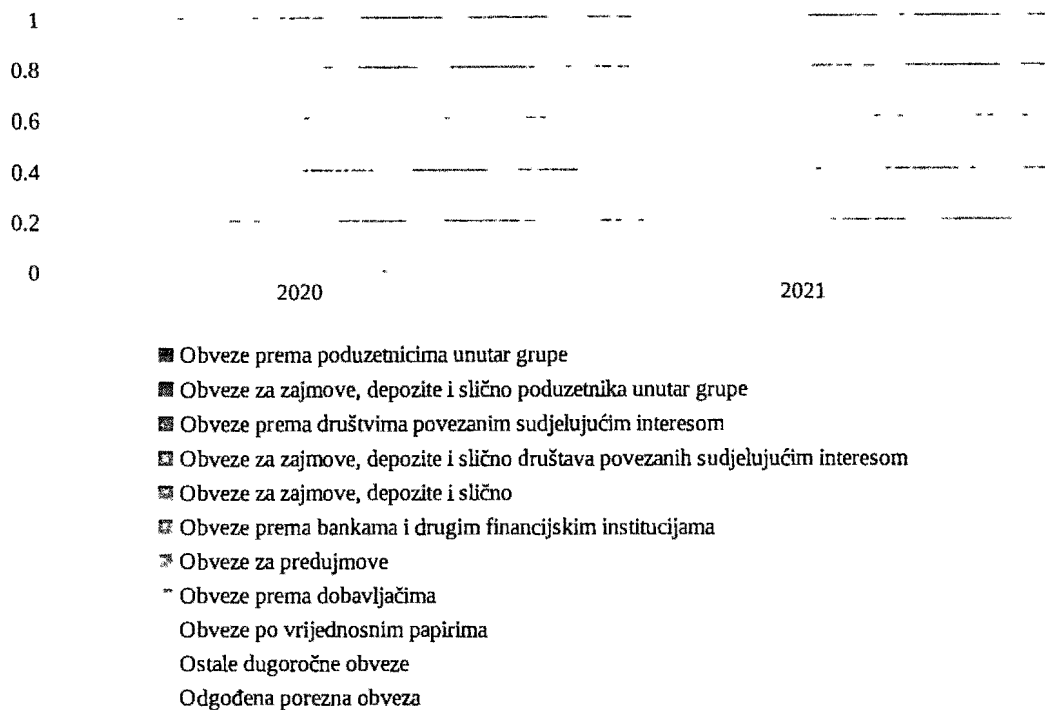 1
0.8
0.6
0.4
0.2
0
2020 2021
Obveze prema poduzetnicima unutar grupe
Obveze za zajmove, depozite i slično poduzetnika unutar grupe
Obveze prema društvima povezanim sudjelujućim interesom
Obveze za zajmove, depozite i slično društava povezanih sudjelujućim interesom
Obveze za zajmove, depozite i slično
Obveze prema bankama i drugim financijskim institucijama
Obveze za predujmove
Obveze prema dobavljačima
Obveze po vrijednosnim papirima
Ostale dugoročne obveze
Odgođena porezna obveza